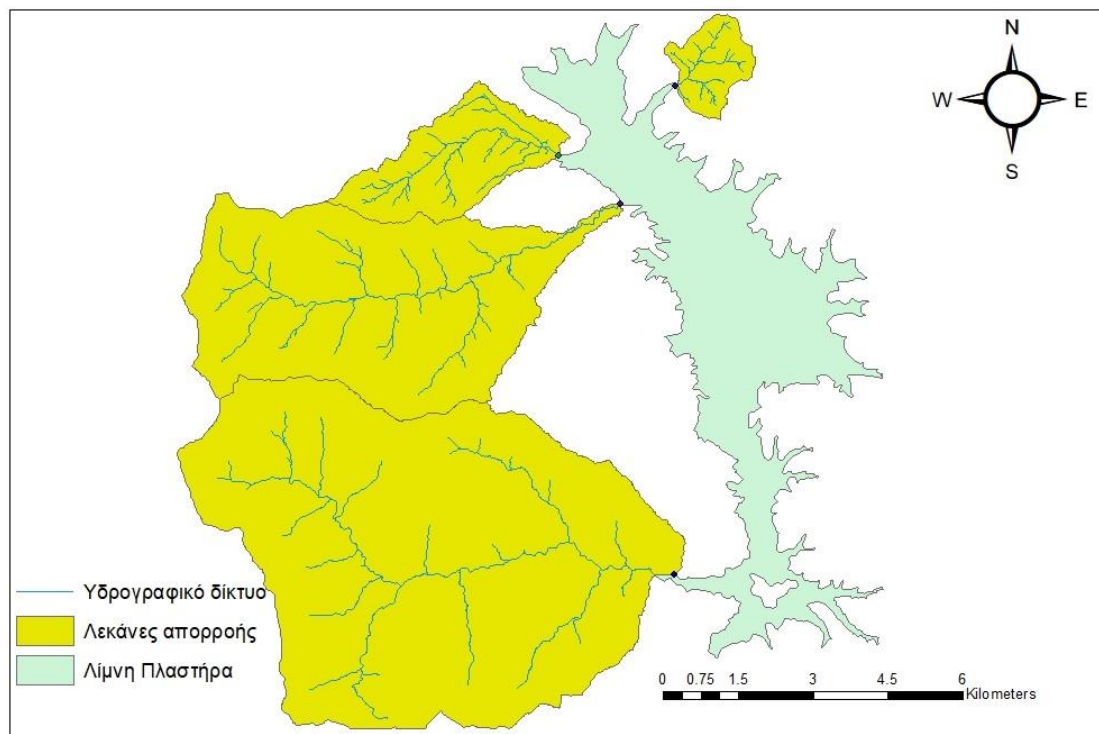 N
W E
S
Υδρογραφικό δίκτυο
Λεκάνες απορροής
Λίμνη Πλαστήρα
0 0.75 1.5 3 4.5 6
Kilometers